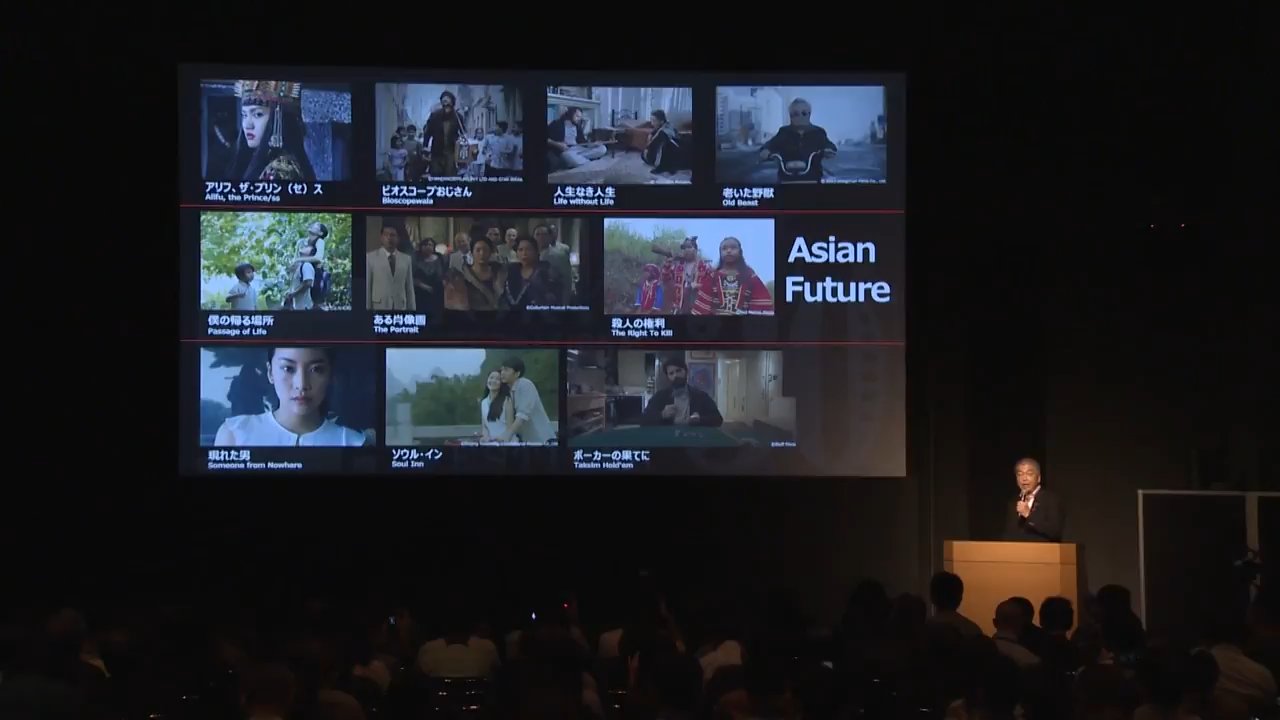 アリフ、ザ・プリン（セ）ス
Alifu, the Prince/ss
ビオスコープおじさん
Bioscopewala
人生なき人生
Life without Life
老いた野獣
Old Beast
僕の帰る場所
Passage of Life
ある肖像画
The Portrait
殺人の権利
The Right To Kill
Asian
Future
現れた男
Someone from Nowhere
ソウル・イン
Soul Inn
ポーカーの果てに
Taksim Hold'em